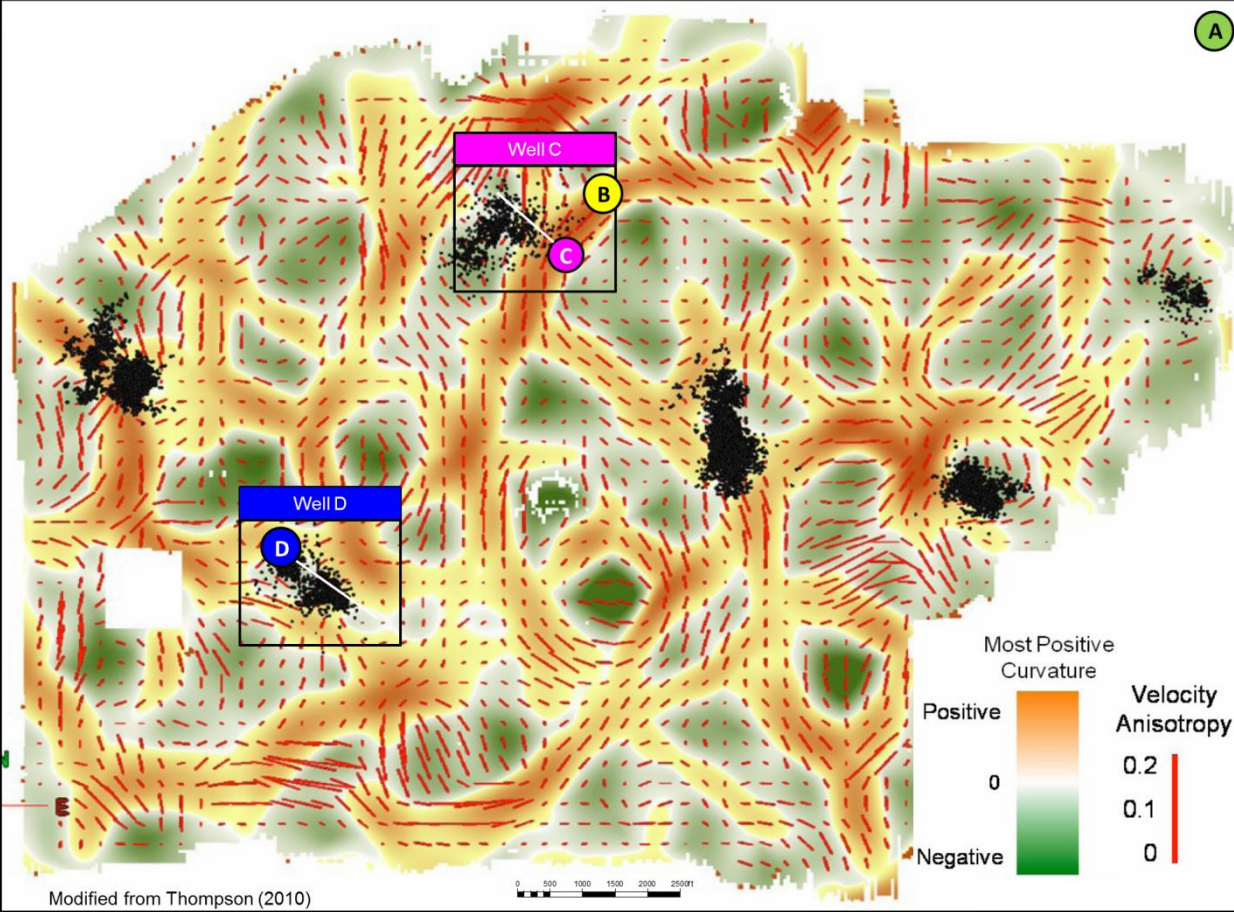 A
Well C
B
C
Well D
D
Most Positive
Curvature
Positive
0
Negative
Velocity
Anisotropy
0.2
0.1
0
0 500 1000 1500 2000 2500ft
Modified from Thompson (2010)